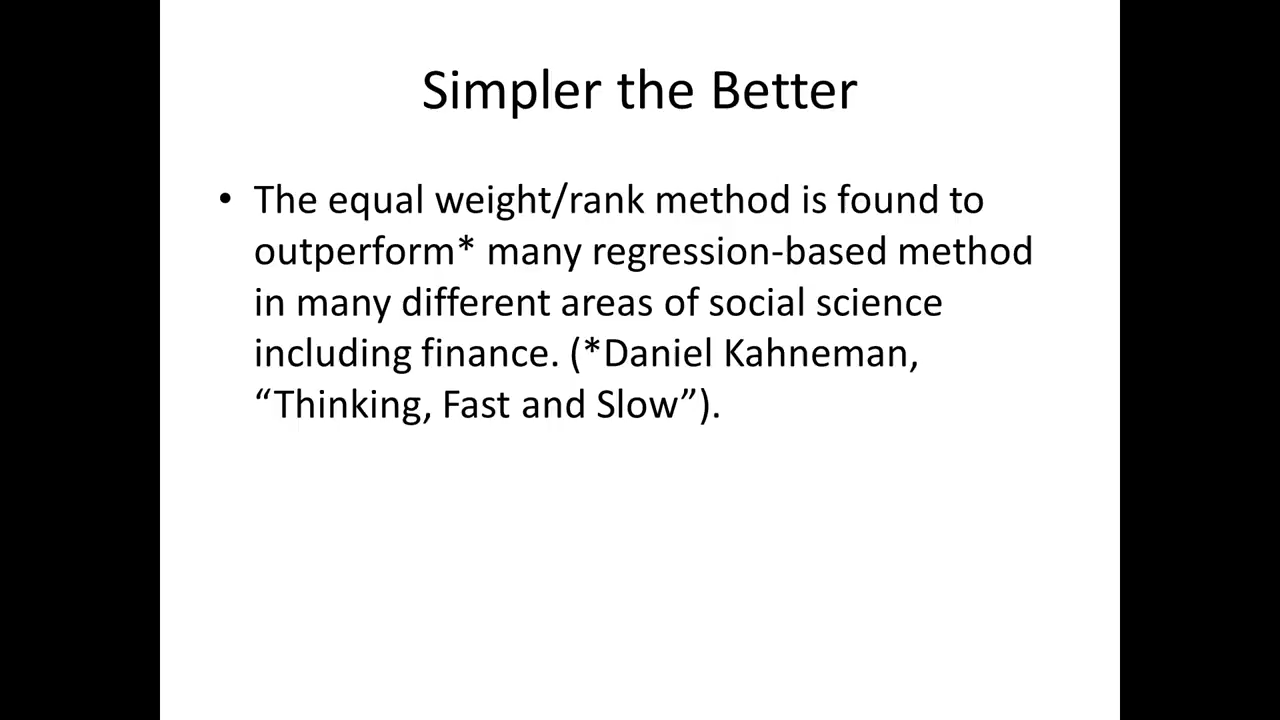 Simpler the Better
• The equal weight/rank method is found to
outperform* many regression-based method
in many different areas of social science
including finance. (*Daniel Kahneman,
“Thinking, Fast and Slow”).